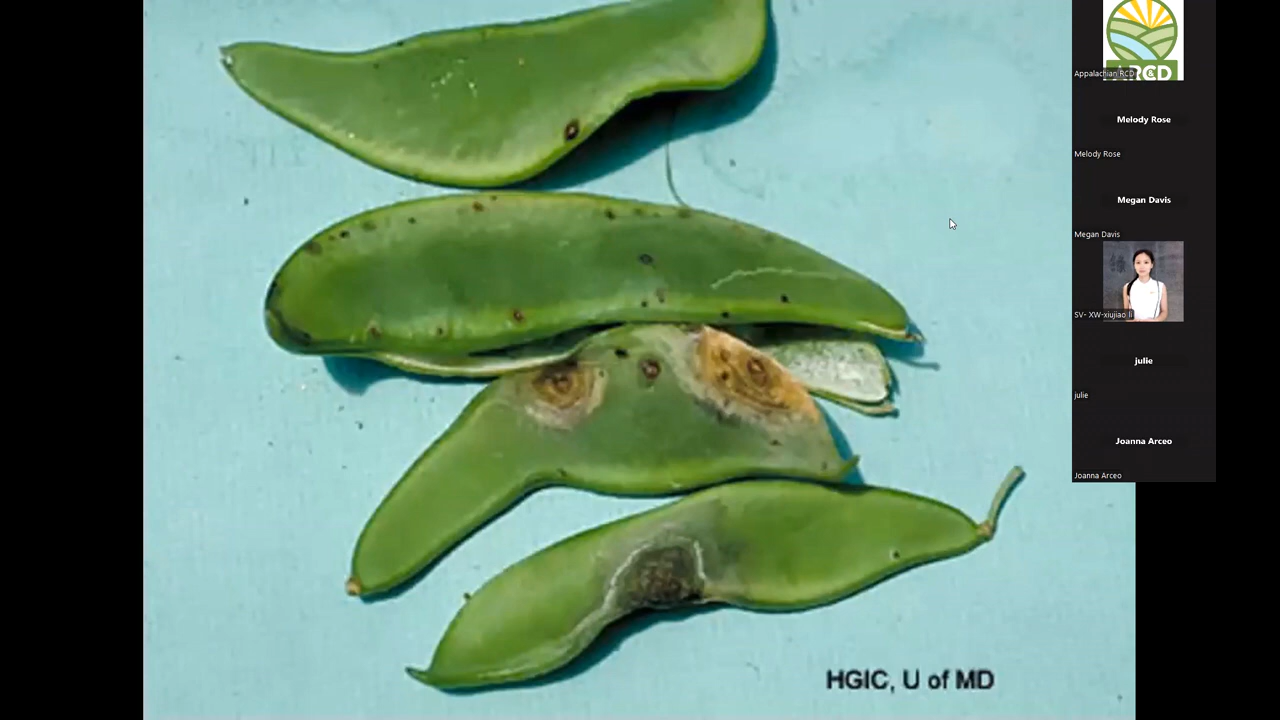 ARCD
Appalachian RCD
Melody Rose
Melody Rose
Megan Davis
Megan Davis
SV- XW-xiujiao li
julie
julie
Joanna Arceo
Joanna Arceo
HGIC, U of MD